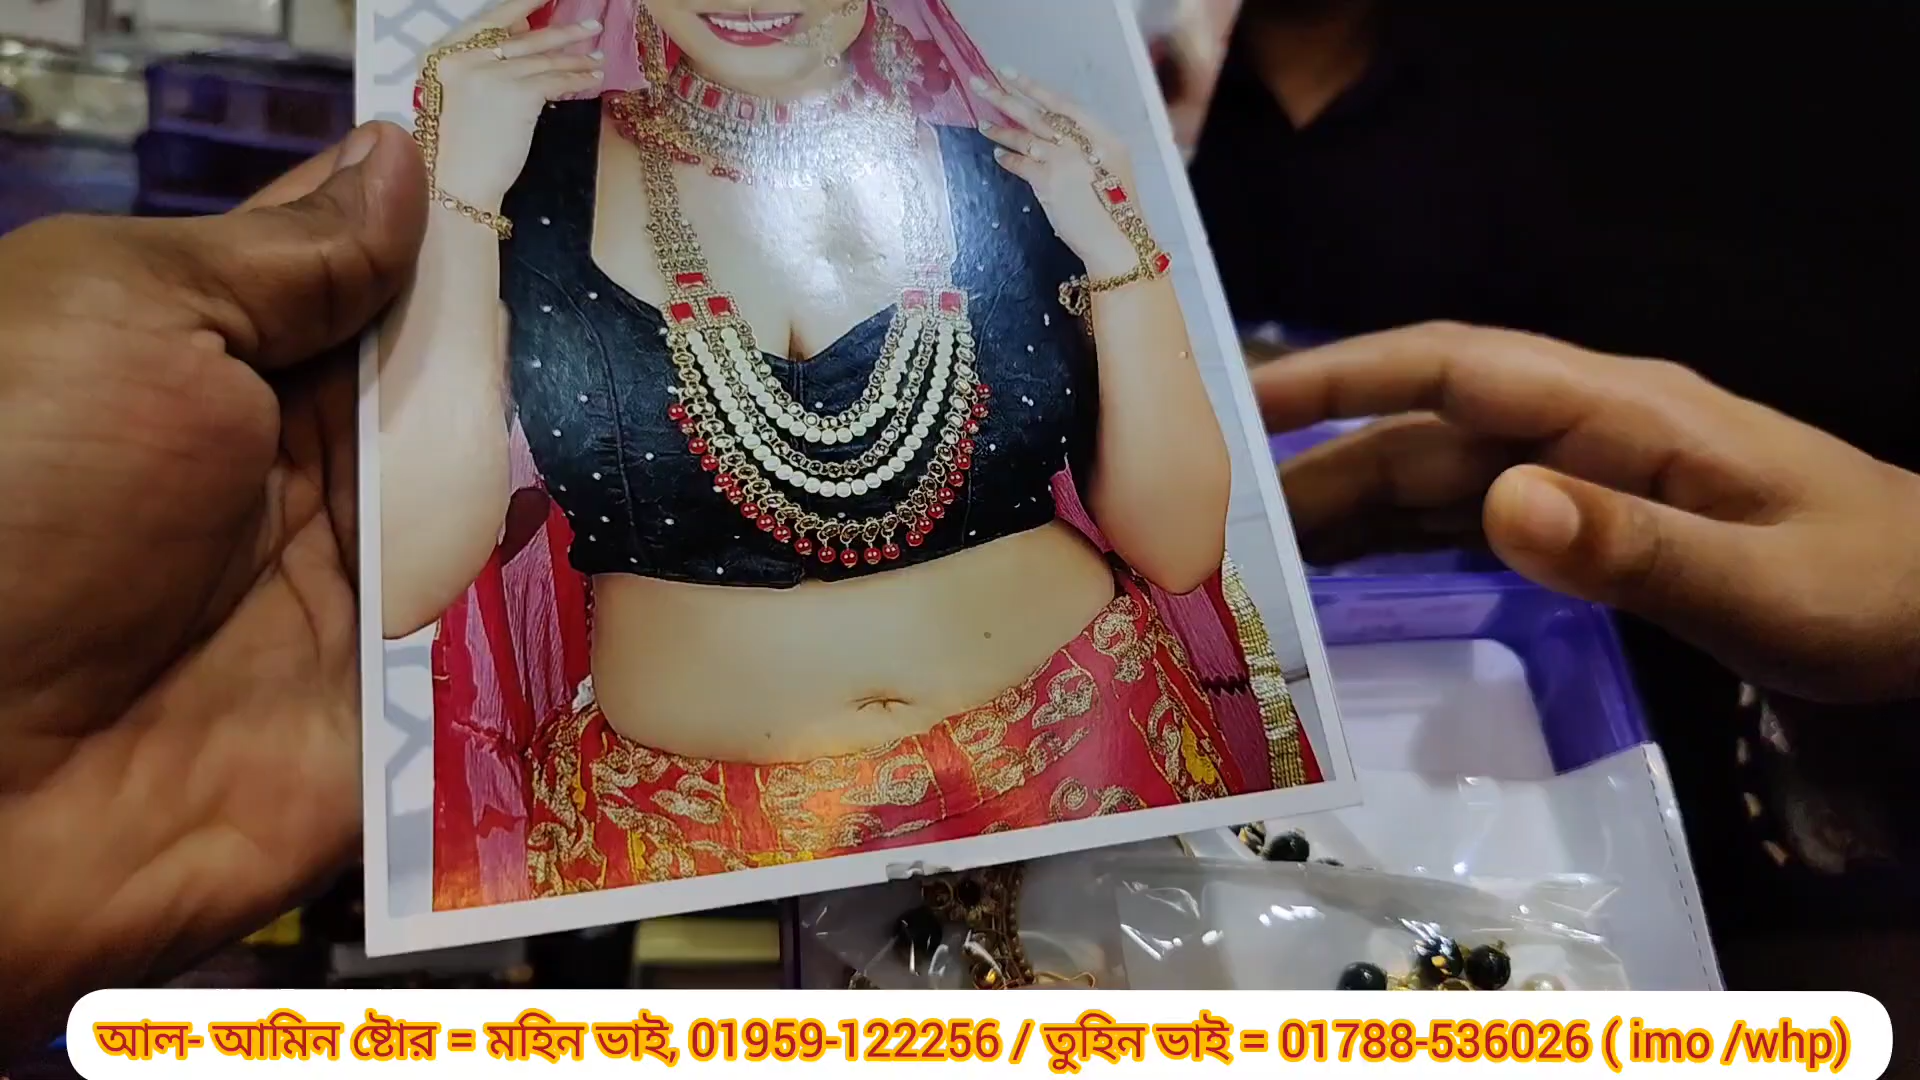 আল- আমিন ষ্টোর = মহিন ভাই, 01959-122256 / তুহিন ভাই = 01788-536026 ( imo /whp)